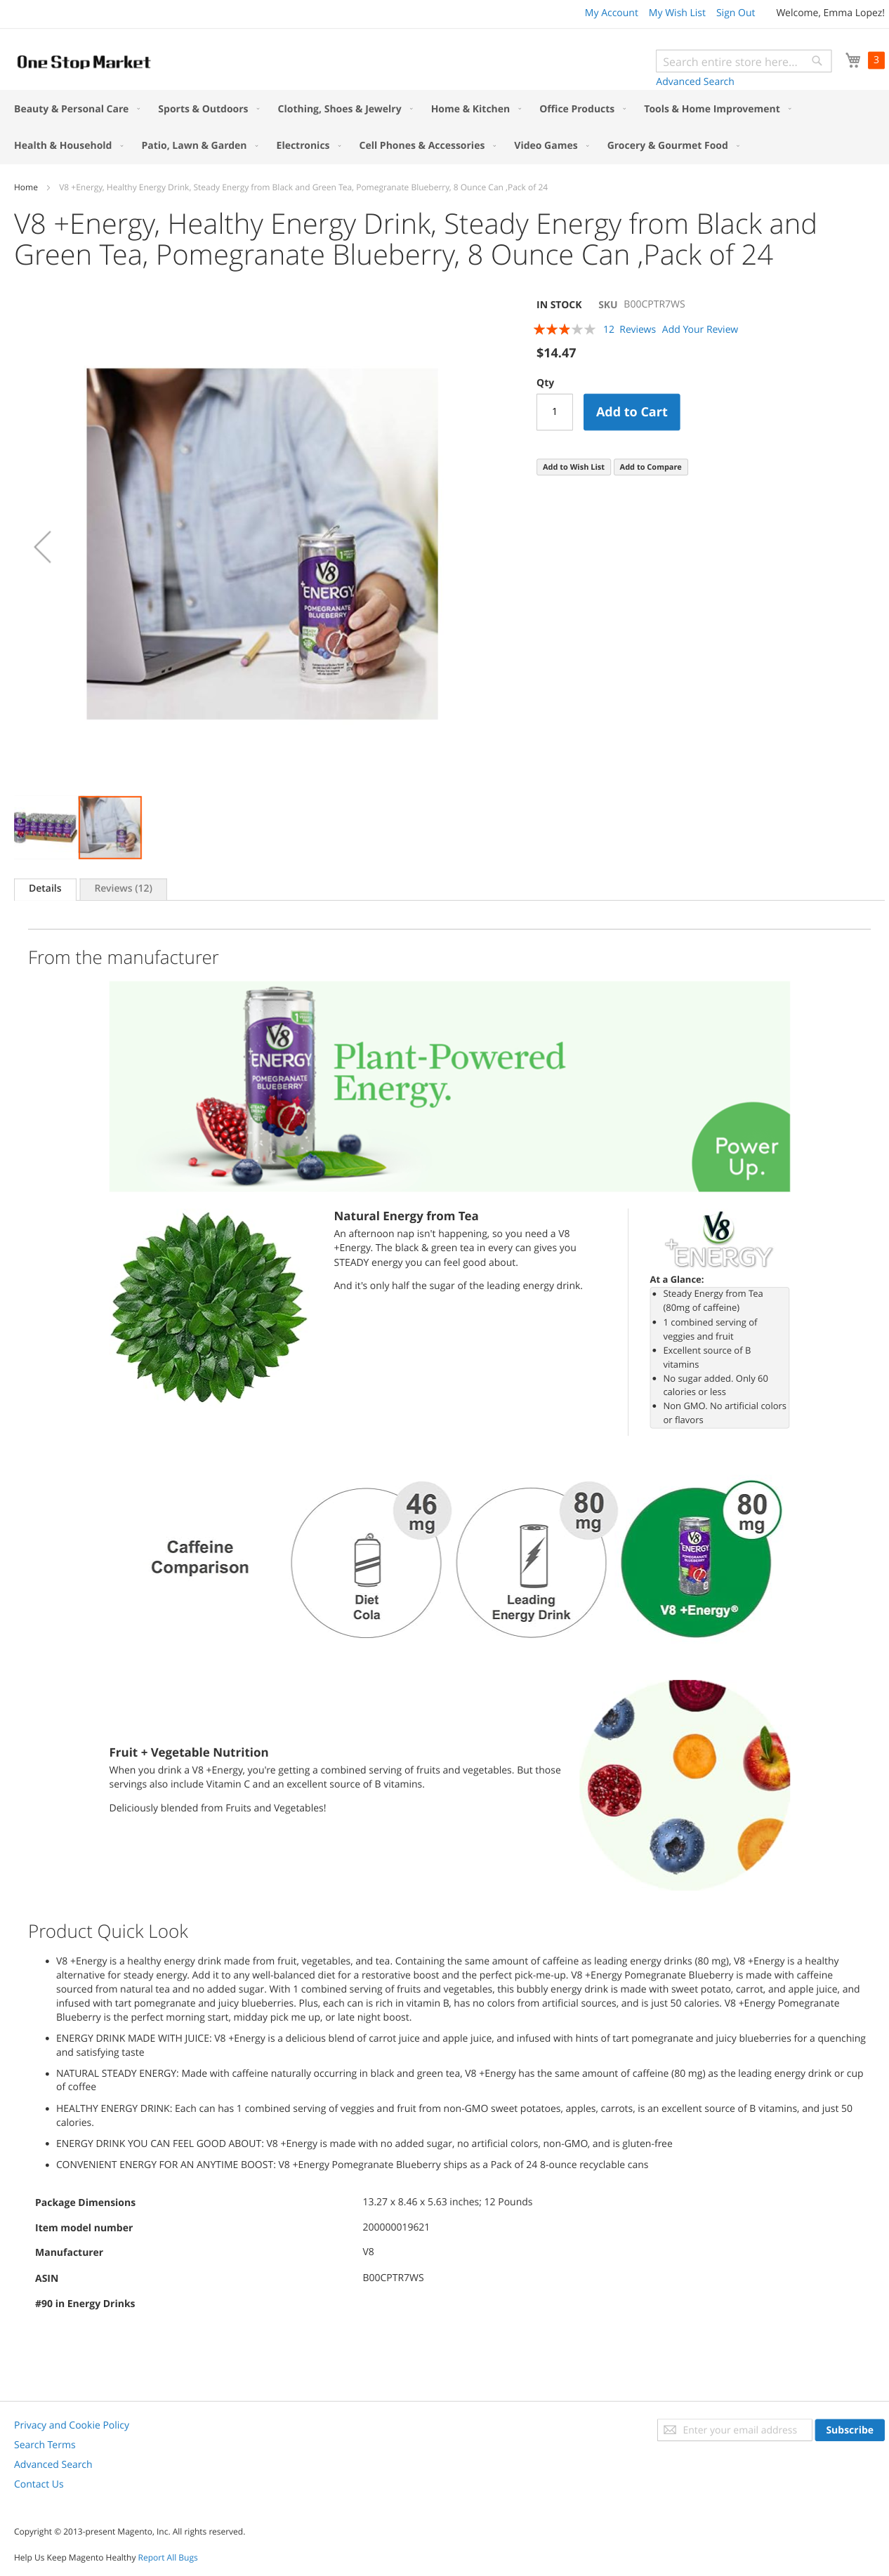 My Account My Wish List Sign Out Welcome, Emma Lopez!
One Stop Market
Search entire store here...
3
Advanced Search
Beauty & Personal Care Sports & Outdoors Clothing, Shoes & Jewelry Home & Kitchen Office Products Tools & Home Improvement
Health & Household Patio, Lawn & Garden Electronics Cell Phones & Accessories Video Games Grocery & Gourmet Food
Home > V8 +Energy, Healthy Energy Drink, Steady Energy from Black and Green Tea, Pomegranate Blueberry, 8 Ounce Can ,Pack of 24
V8 +Energy, Healthy Energy Drink, Steady Energy from Black and
Green Tea, Pomegranate Blueberry, 8 Ounce Can ,Pack of 24
IN STOCK SKU B00CPTR7WS
12 Reviews Add Your Review
$14.47
Qty
1 Add to Cart
Add to Wish List Add to Compare
V8
+ENERGY
POMEGRANATE
BLUEBERRY
Details Reviews (12)
From the manufacturer
V8
+ENERGY
POMEGRANATE
BLUEBERRY
Plant-Powered
Energy.
Power
Up.
Natural Energy from Tea
An afternoon nap isn't happening, so you need a V8
+Energy. The black & green tea in every can gives you
STEADY energy you can feel good about.
And it's only half the sugar of the leading energy drink.
V8
+ENERGY
At a Glance:
• Steady Energy from Tea
(80mg of caffeine)
• 1 combined serving of
veggies and fruit
• Excellent source of B
vitamins
• No sugar added. Only 60
calories or less
• Non GMO. No artificial colors
or flavors
Caffeine
Comparison
46
mg
Diet
Cola
80
mg
Leading
Energy Drink
80
mg
V8
ENERGY
V8 +Energy®
Fruit + Vegetable Nutrition
When you drink a V8 +Energy, you're getting a combined serving of fruits and vegetables. But those
servings also include Vitamin C and an excellent source of B vitamins.
Deliciously blended from Fruits and Vegetables!
Product Quick Look
• V8 +Energy is a healthy energy drink made from fruit, vegetables, and tea. Containing the same amount of caffeine as leading energy drinks (80 mg), V8 +Energy is a healthy
alternative for steady energy. Add it to any well-balanced diet for a restorative boost and the perfect pick-me-up. V8 +Energy Pomegranate Blueberry is made with caffeine
sourced from natural tea and no added sugar. With 1 combined serving of fruits and vegetables, this bubbly energy drink is made with sweet potato, carrot, and apple juice, and
infused with tart pomegranate and juicy blueberries. Plus, each can is rich in vitamin B, has no colors from artificial sources, and is just 50 calories. V8 +Energy Pomegranate
Blueberry is the perfect morning start, midday pick me up, or late night boost.
• ENERGY DRINK MADE WITH JUICE: V8 +Energy is a delicious blend of carrot juice and apple juice, and infused with hints of tart pomegranate and juicy blueberries for a quenching
and satisfying taste
• NATURAL STEADY ENERGY: Made with caffeine naturally occurring in black and green tea, V8 +Energy has the same amount of caffeine (80 mg) as the leading energy drink or cup
of coffee
• HEALTHY ENERGY DRINK: Each can has 1 combined serving of veggies and fruit from non-GMO sweet potatoes, apples, carrots, is an excellent source of B vitamins, and just 50
calories.
• ENERGY DRINK YOU CAN FEEL GOOD ABOUT: V8 +Energy is made with no added sugar, no artificial colors, non-GMO, and is gluten-free
• CONVENIENT ENERGY FOR AN ANYTIME BOOST: V8 +Energy Pomegranate Blueberry ships as a Pack of 24 8-ounce recyclable cans
Package Dimensions 13.27 x 8.46 x 5.63 inches; 12 Pounds
Item model number 200000019621
Manufacturer V8
ASIN B00CPTR7WS
#90 in Energy Drinks
Privacy and Cookie Policy
Search Terms
Advanced Search
Contact Us
Enter your email address Subscribe
Copyright © 2013-present Magento, Inc. All rights reserved.
Help Us Keep Magento Healthy Report All Bugs